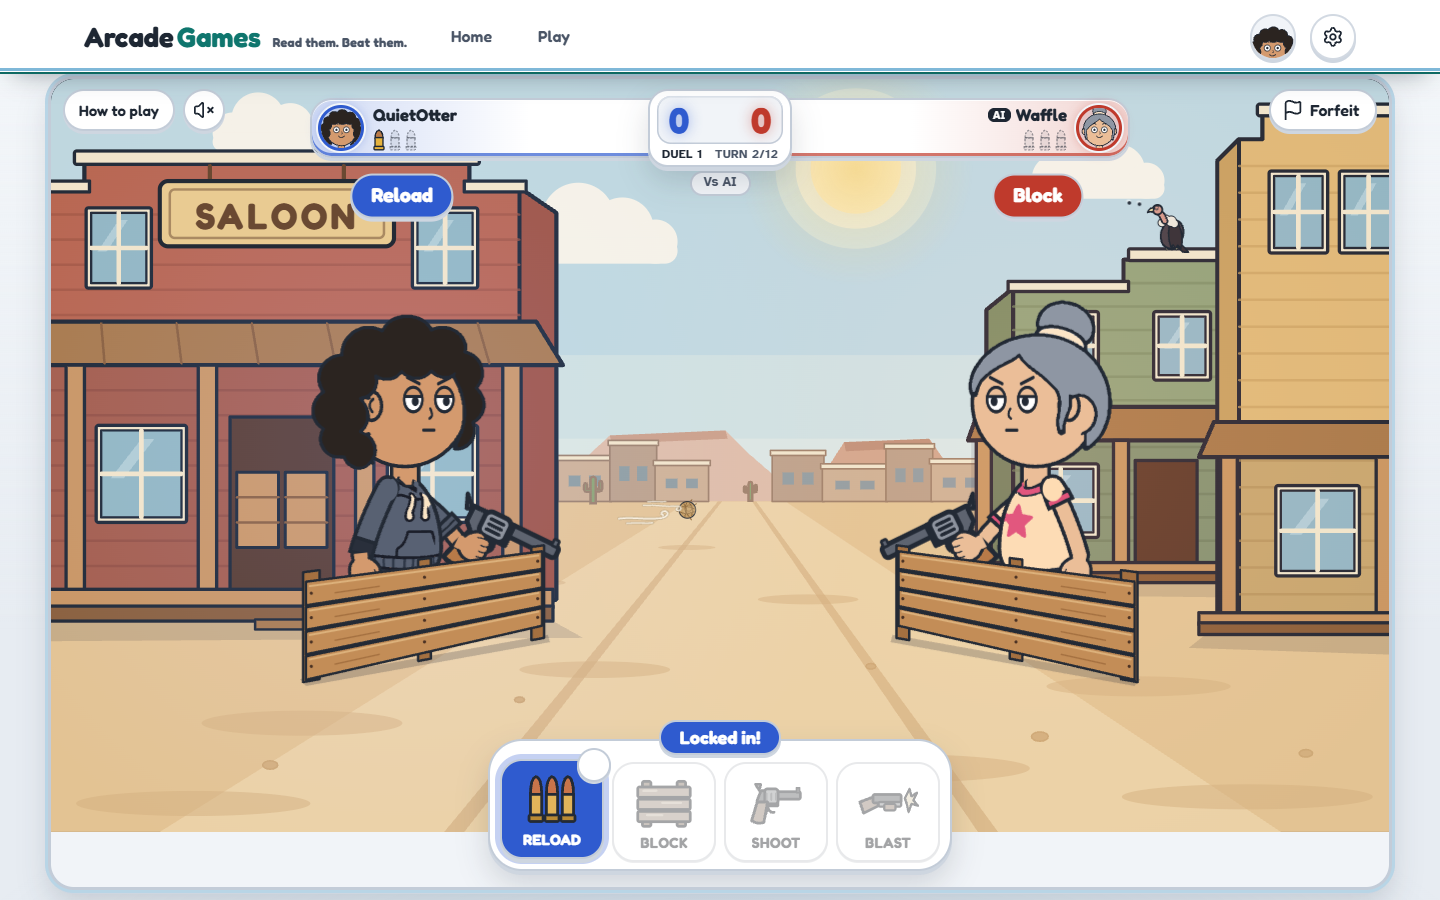 Arcade Games Read them. Beat them. Home Play
How to play
QuietOtter
0 0
DUEL 1 TURN 2/12
AI Waffle
Forfeit
Vs AI
Reload
Block
SALOON
Locked in!
RELOAD
BLOCK
SHOOT
BLAST